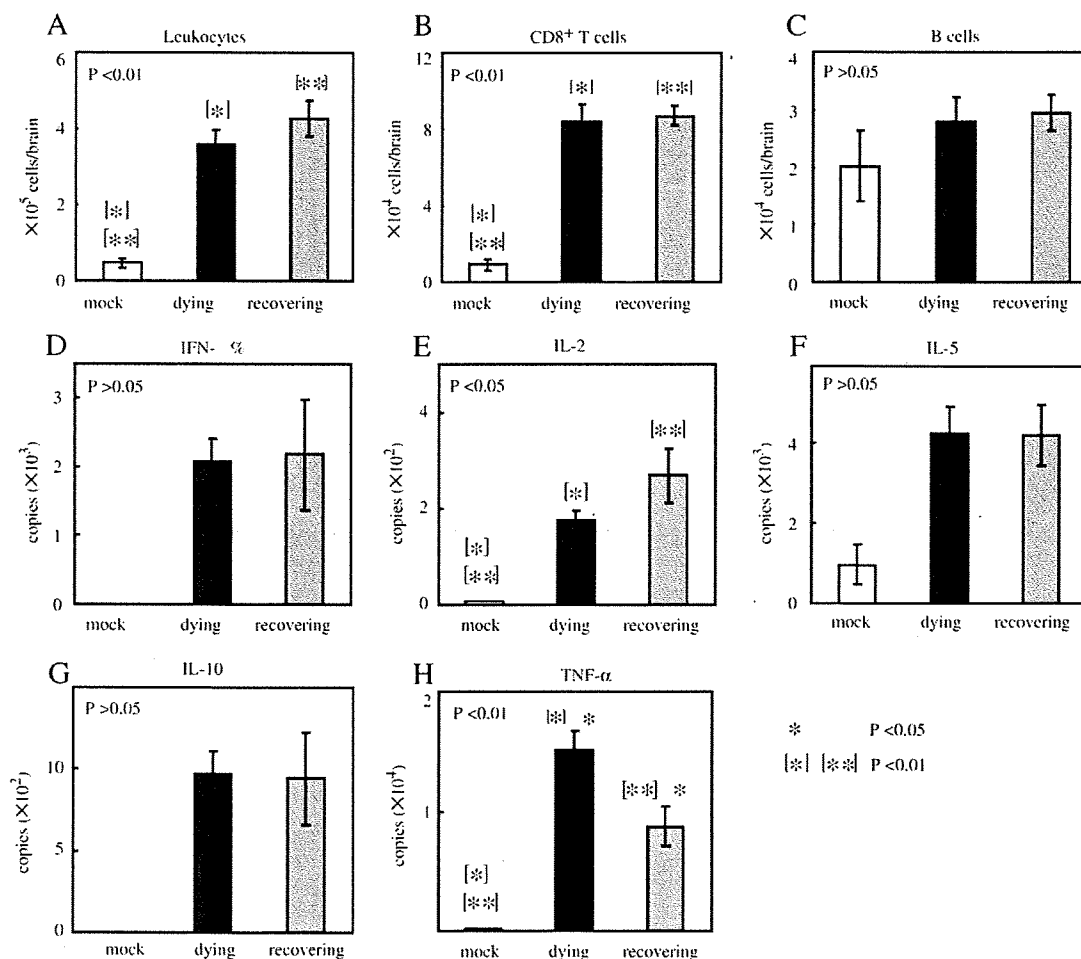 A
Leukocytes
P <0.01
×10⁵ cells/brain
6
4
2
0
[*]
[**]
[*]
[**]
mock dying recovering
B
CD8⁺ T cells
P <0.01
×10⁴ cells/brain
12
8
4
0
[*]
[**]
[*]
[**]
mock dying recovering
C
B cells
P >0.05
×10⁴ cells/brain
4
3
2
1
0
mock dying recovering
D
IFN- %
P >0.05
copies (×10³)
3
2
1
0
mock dying recovering
E
IL-2
P <0.05
copies (×10²)
4
2
0
[*]
[**]
[*]
[**]
mock dying recovering
F
IL-5
P >0.05
copies (×10³)
4
2
0
mock dying recovering
G
IL-10
P >0.05
copies (×10²)
10
5
0
mock dying recovering
H
TNF-α
P <0.01
copies (×10⁴)
2
1
[*]
[**]
[*] *
[**] *
mock dying recovering
* P <0.05
[*] [**] P <0.01